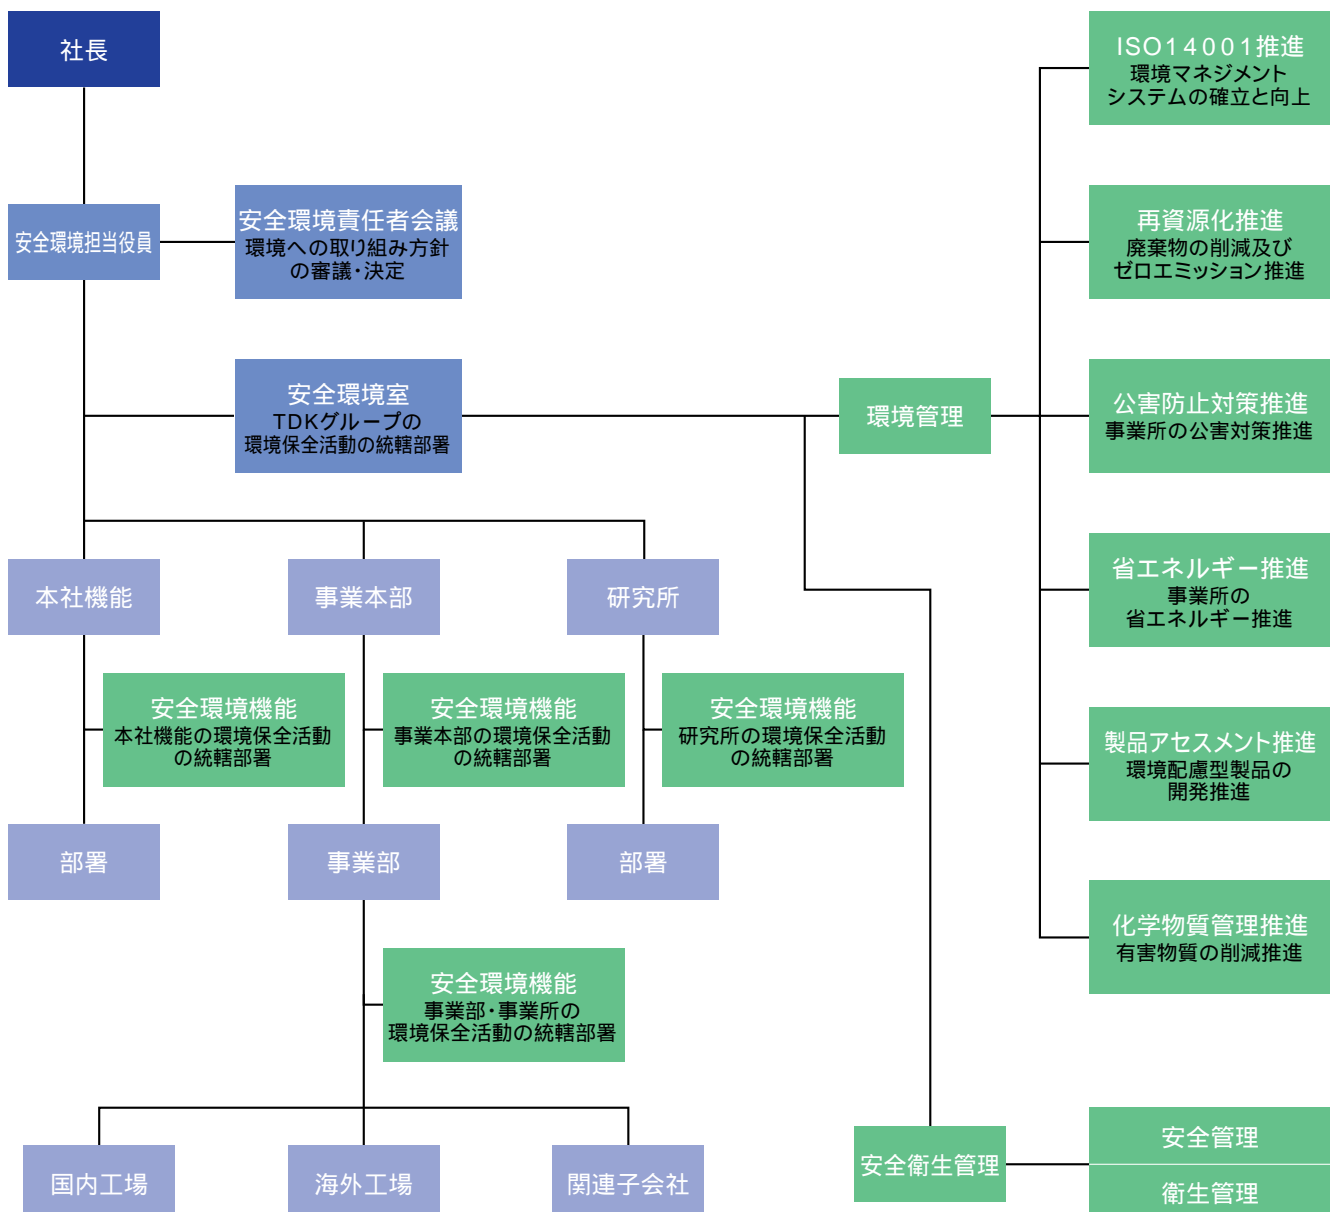 社長
安全環境担当役員
安全環境責任者会議
環境への取り組み方針
の審議・決定
安全環境室
TDKグループの
環境保全活動の統轄部署
本社機能
事業本部
研究所
安全環境機能
本社機能の環境保全活動
の統轄部署
安全環境機能
事業本部の環境保全活動
の統轄部署
安全環境機能
研究所の環境保全活動
の統轄部署
部署
事業部
部署
安全環境機能
事業部・事業所の
環境保全活動の統轄部署
国内工場
海外工場
関連子会社
環境管理
ISO14001推進
環境マネジメント
システムの確立と向上
再資源化推進
廃棄物の削減及び
ゼロエミッション推進
公害防止対策推進
事業所の公害対策推進
省エネルギー推進
事業所の
省エネルギー推進
製品アセスメント推進
環境配慮型製品の
開発推進
化学物質管理推進
有害物質の削減推進
安全衛生管理
安全管理
衛生管理